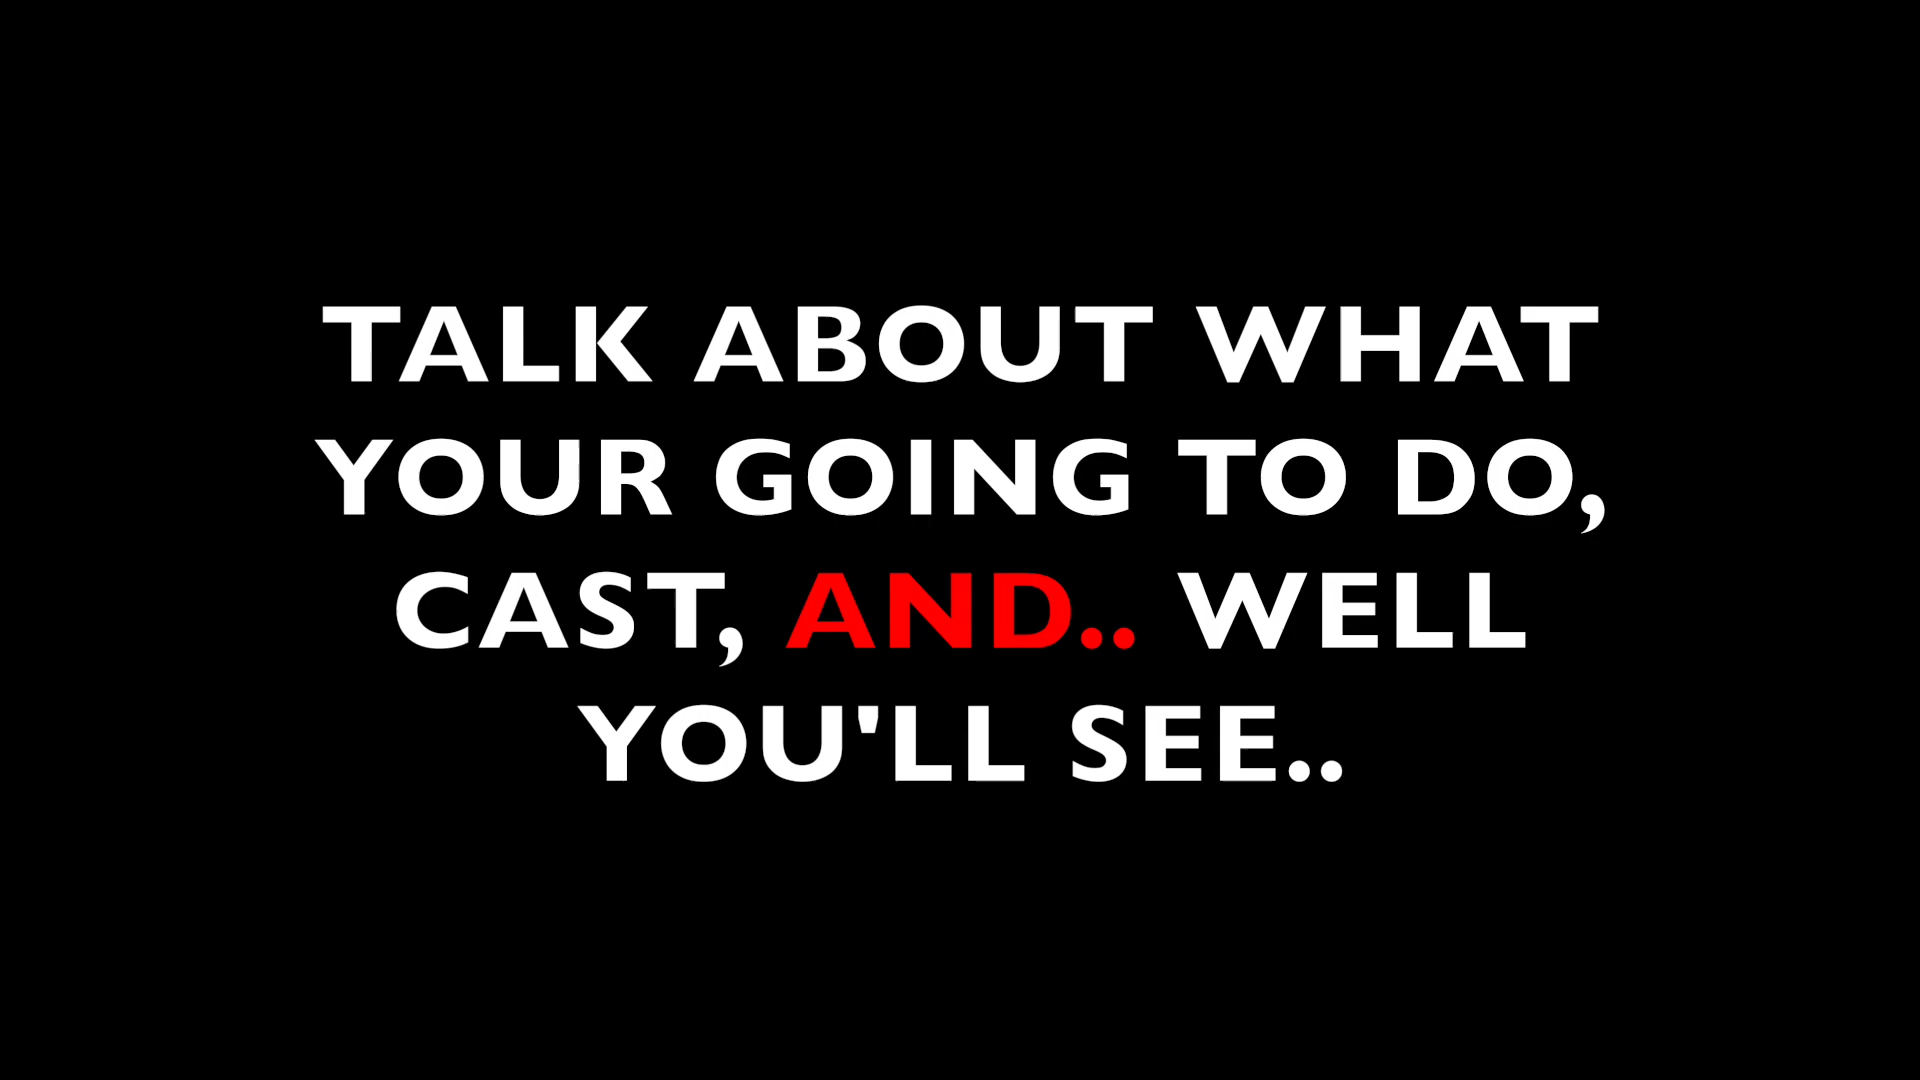 TALK ABOUT WHAT
YOUR GOING TO DO,
CAST, AND.. WELL
YOU'LL SEE..